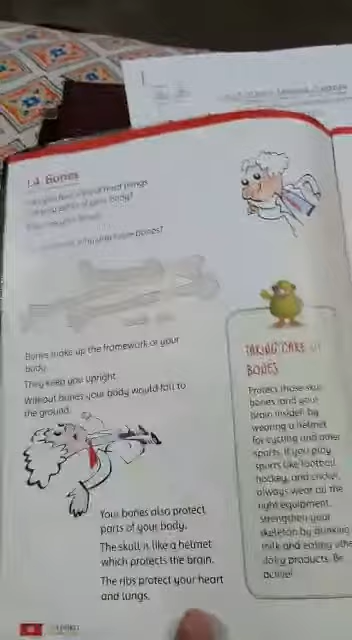 1.4 Bones
Bones make up the framework of your
body.
They keep you upright.
Without bones your body would fall to
the ground.
Your bones also protect
parts of your body.
The skull is like a helmet
which protects the brain.
The ribs protect your heart
and lungs.
TAKING CARE OF
BONES
Protect those skull
bones (and your
brain inside!) by
wearing a helmet
for cycling and other
sports. If you play
sports like football,
hockey, and cricket,
always wear all the
right equipment.
Strengthen your
skeleton by drinking
milk and eating othe
dairy products. Be
active!